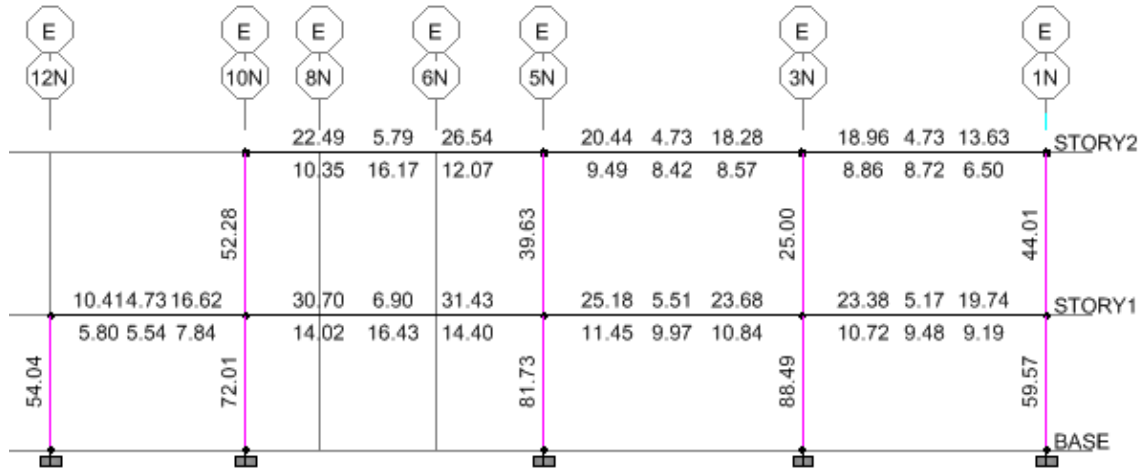 E E E E E E E
12N 10N 8N 6N 5N 3N 1N
22.49 5.79 26.54 20.44 4.73 18.28 18.96 4.73 13.63
STORY2
10.35 16.17 12.07 9.49 8.42 8.57 8.86 8.72 6.50
52.28 39.63 25.00 44.01
10.414.73 16.62 30.70 6.90 31.43 25.18 5.51 23.68 23.38 5.17 19.74
STORY1
5.80 5.54 7.84 14.02 16.43 14.40 11.45 9.97 10.84 10.72 9.48 9.19
54.04 72.01 81.73 88.49 59.57
BASE